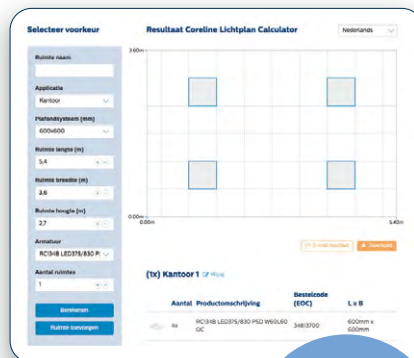 Selecteer voorkeur
Ruimte naam
Applicatie
Kantoor
Plafondsysteem (mm)
600x600
Ruimte lengte (m)
5,4
Ruimte breedte (m)
3,6
Ruimte hoogte (m)
2,7
Armatuur
RC134B LED37S/830 P
Aantal ruimtes
1
Berekenen
Ruimte toevoegen
Resultaat Coreline Lichtplan Calculator
Nederlands
3.60m
0.00m
0.00m
5.40m
Download
(1x) Kantoor 1
Aantal Productomschrijving Bestelcode (EOC) L x B
4x RC134B LED37S/830 PSD W60L60 OC 34813700 600mm x 600mm